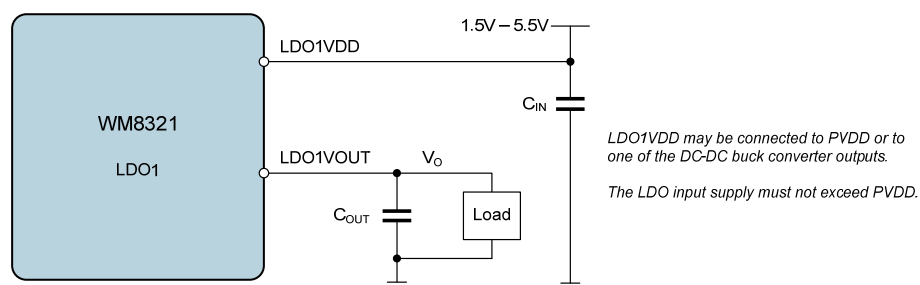 1.5V – 5.5V
LDO1VDD
CIN
WM8321
LDO1
LDO1VOUT
VO
COUT
Load
LDO1VDD may be connected to PVDD or to
one of the DC-DC buck converter outputs.
The LDO input supply must not exceed PVDD.